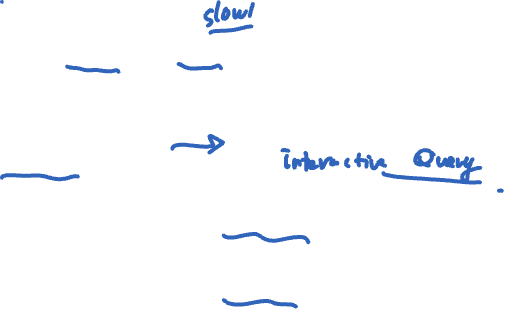 slow!
→ interactive Query